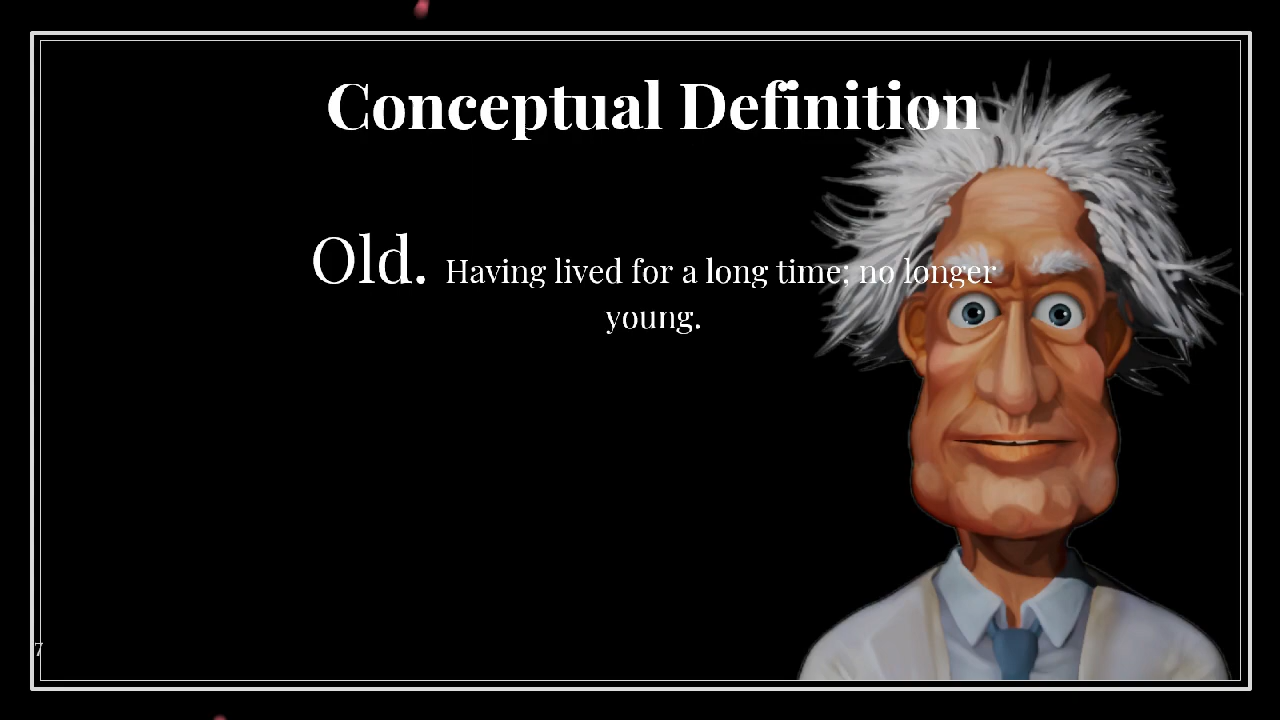 Conceptual Definition
Old. Having lived for a long time; no longer
young.
7